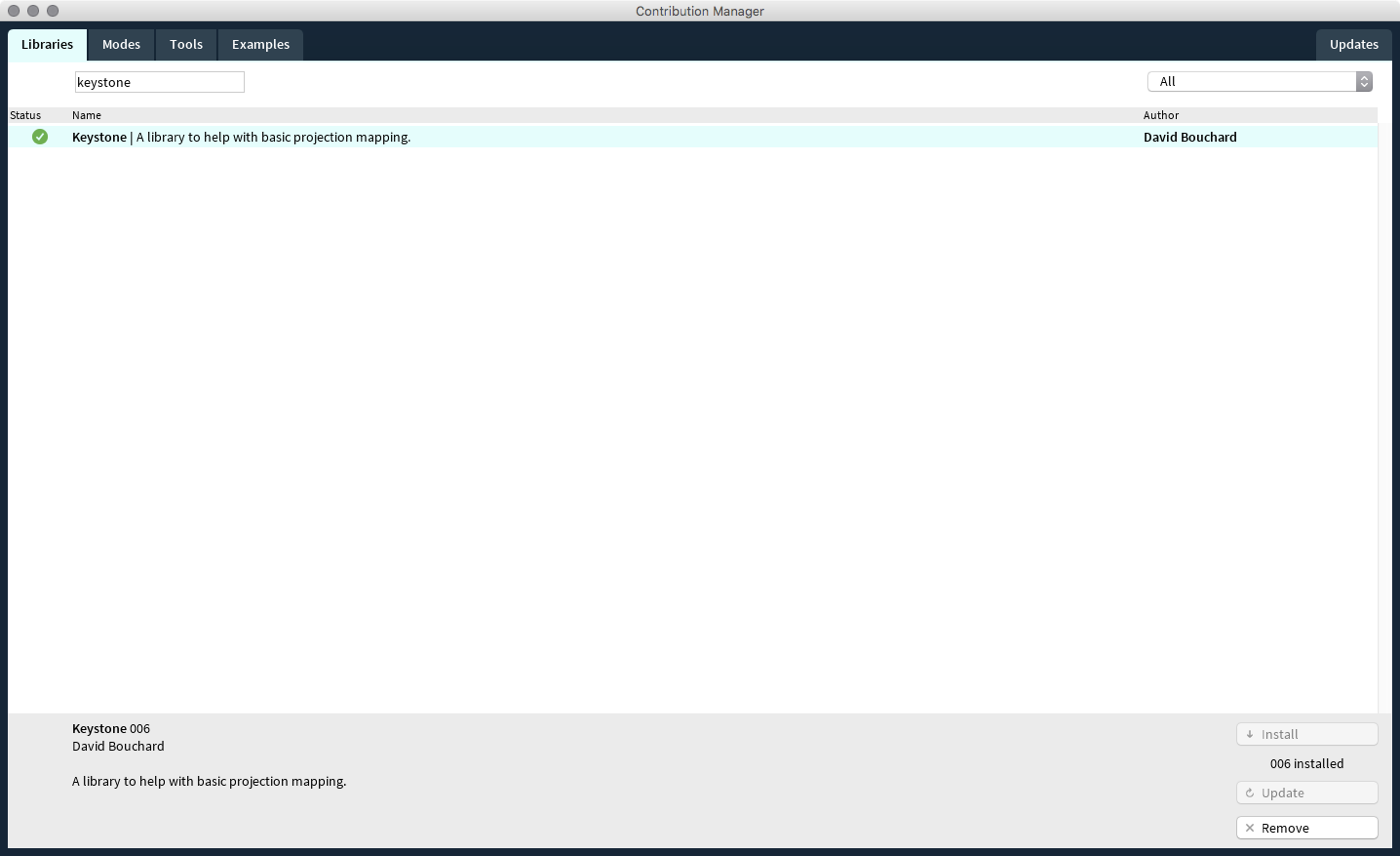 Contribution Manager
Libraries Modes Tools Examples Updates
keystone All
Status Name Author
Keystone | A library to help with basic projection mapping. David Bouchard
Keystone 006
David Bouchard
A library to help with basic projection mapping.
Install
006 installed
Update
Remove